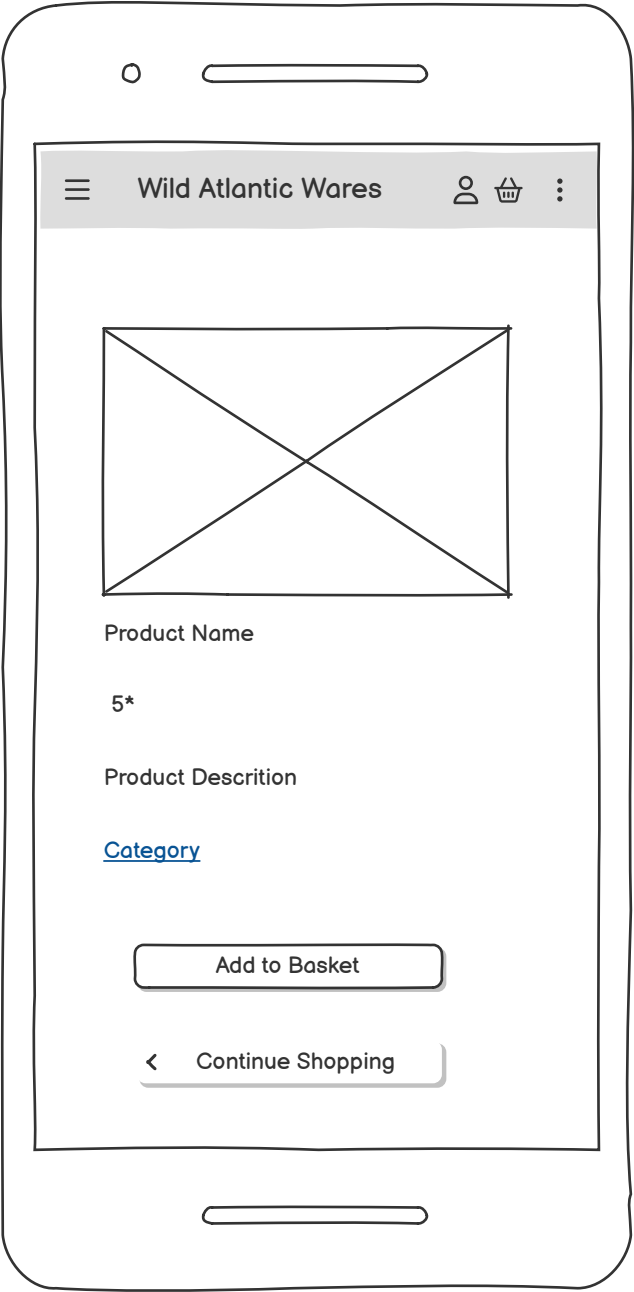 Wild Atlantic Wares
Product Name
5*
Product Descrition
Category
Add to Basket
Continue Shopping